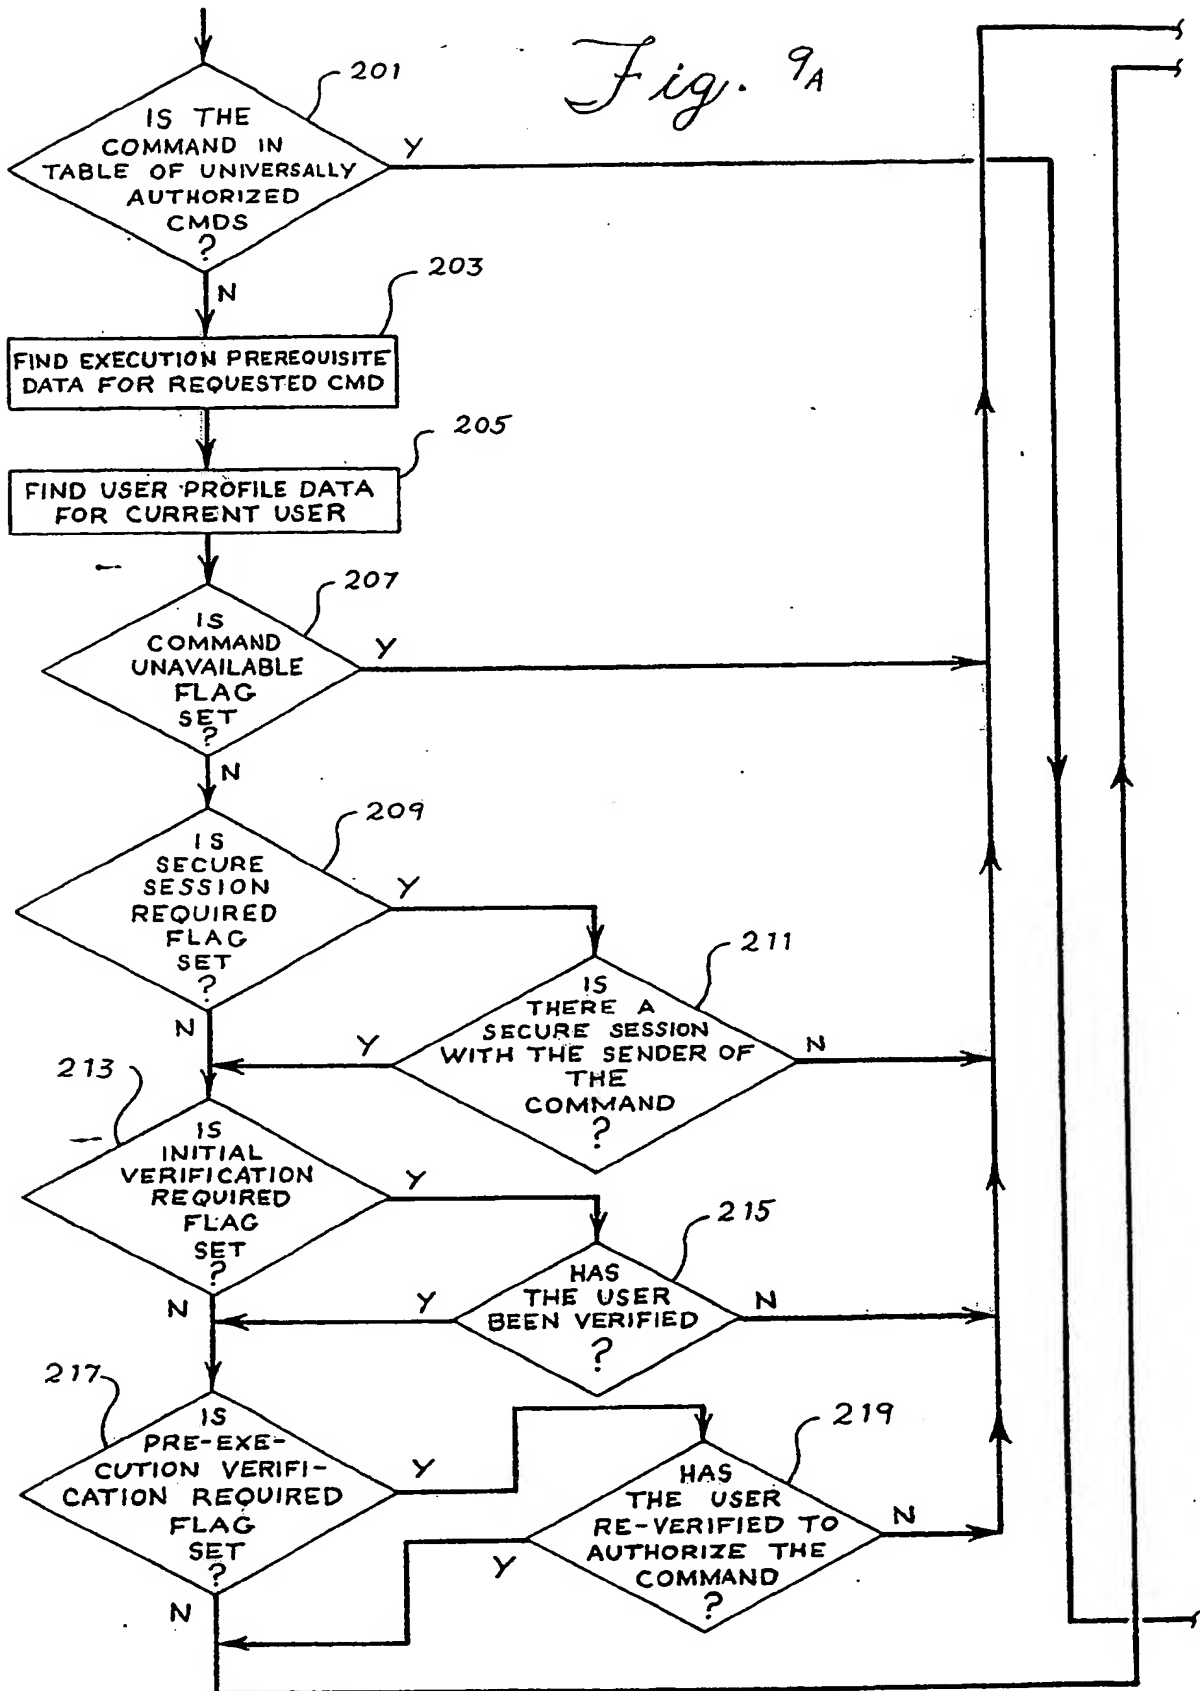 Fig. 9A
201
IS THE
COMMAND IN
TABLE OF UNIVERSALLY
AUTHORIZED
CMDS
?
Y
N
203
FIND EXECUTION PREREQUISITE
DATA FOR REQUESTED CMD
205
FIND USER PROFILE DATA
FOR CURRENT USER
207
IS
COMMAND
UNAVAILABLE
FLAG
SET
?
Y
N
209
IS
SECURE
SESSION
REQUIRED
FLAG
SET
?
Y
N
211
IS
THERE A
SECURE SESSION
WITH THE SENDER OF
THE
COMMAND
?
Y
N
213
IS
INITIAL
VERIFICATION
REQUIRED
FLAG
SET
?
Y
N
215
HAS
THE USER
BEEN VERIFIED
?
Y
N
217
IS
PRE-EXE-
CUTION VERIFI-
CATION REQUIRED
FLAG
SET
?
Y
N
219
HAS
THE USER
RE-VERIFIED TO
AUTHORIZE THE
COMMAND
?
Y
N